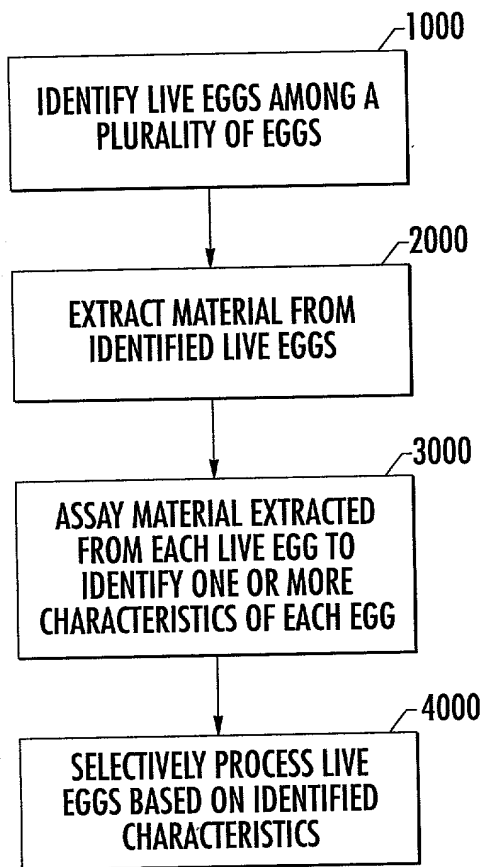 1000
IDENTIFY LIVE EGGS AMONG A
PLURALITY OF EGGS
2000
EXTRACT MATERIAL FROM
IDENTIFIED LIVE EGGS
3000
ASSAY MATERIAL EXTRACTED
FROM EACH LIVE EGG TO
IDENTIFY ONE OR MORE
CHARACTERISTICS OF EACH EGG
4000
SELECTIVELY PROCESS LIVE
EGGS BASED ON IDENTIFIED
CHARACTERISTICS